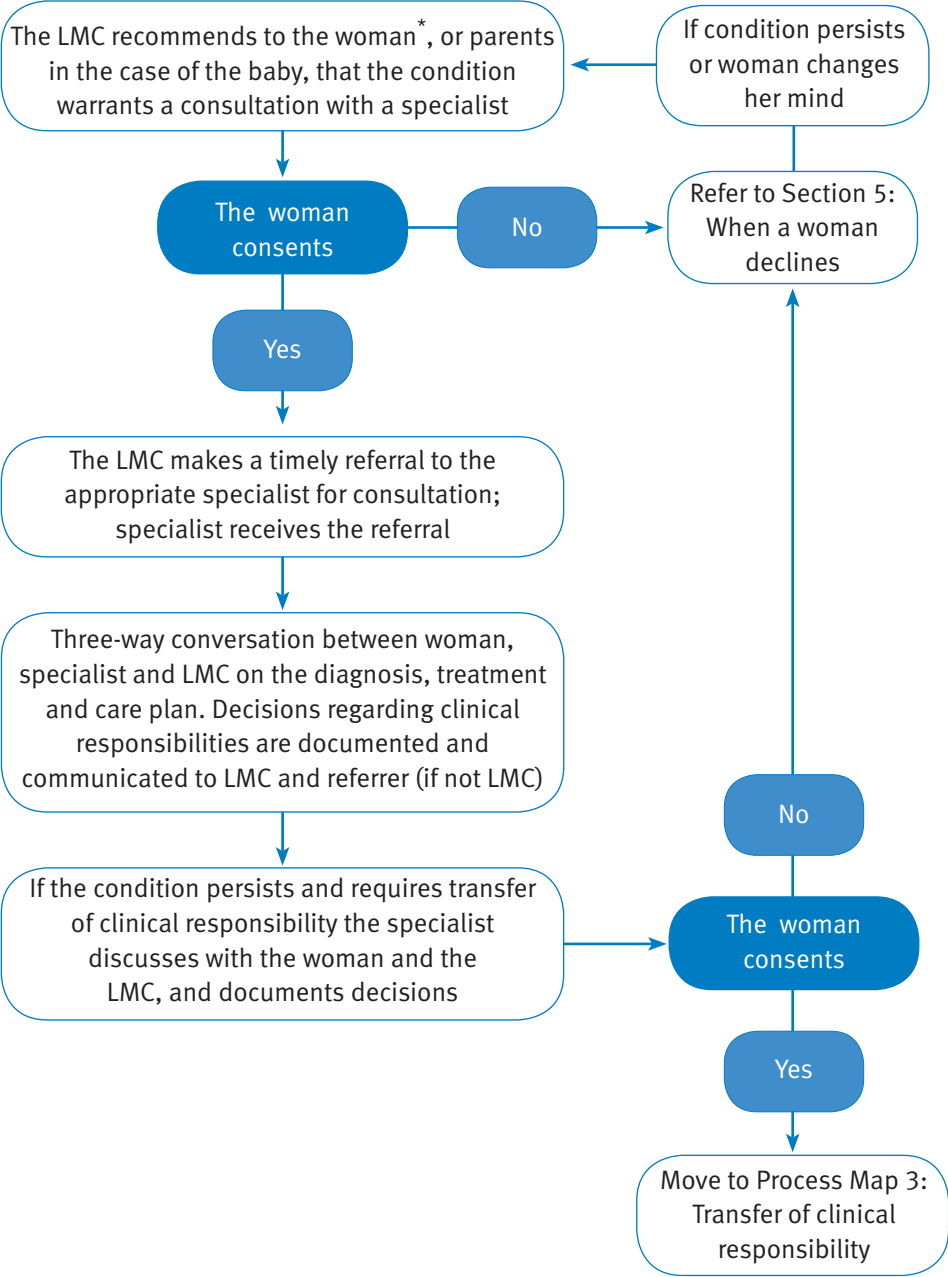 The LMC recommends to the woman*, or parents
in the case of the baby, that the condition
warrants a consultation with a specialist
If condition persists
or woman changes
her mind
The woman
consents
No
Refer to Section 5:
When a woman
declines
Yes
The LMC makes a timely referral to the
appropriate specialist for consultation;
specialist receives the referral
Three-way conversation between woman,
specialist and LMC on the diagnosis, treatment
and care plan. Decisions regarding clinical
responsibilities are documented and
communicated to LMC and referrer (if not LMC)
No
If the condition persists and requires transfer
of clinical responsibility the specialist
discusses with the woman and the
LMC, and documents decisions
The woman
consents
Yes
Move to Process Map 3:
Transfer of clinical
responsibility